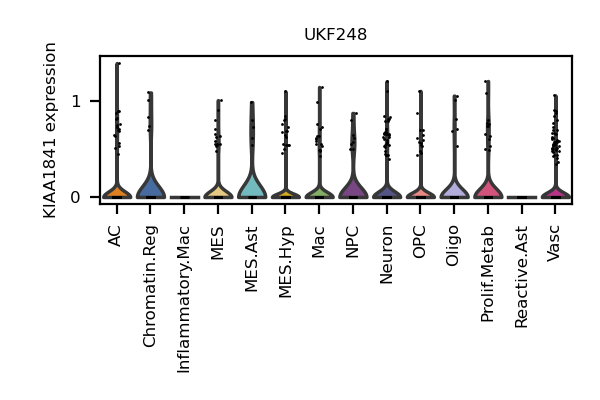 UKF248
KIAA1841 expression
1
0
AC
Chromatin.Reg
Inflammatory.Mac
MES
MES.Ast
MES.Hyp
Mac
NPC
Neuron
OPC
Oligo
Prolif.Metab
Reactive.Ast
Vasc